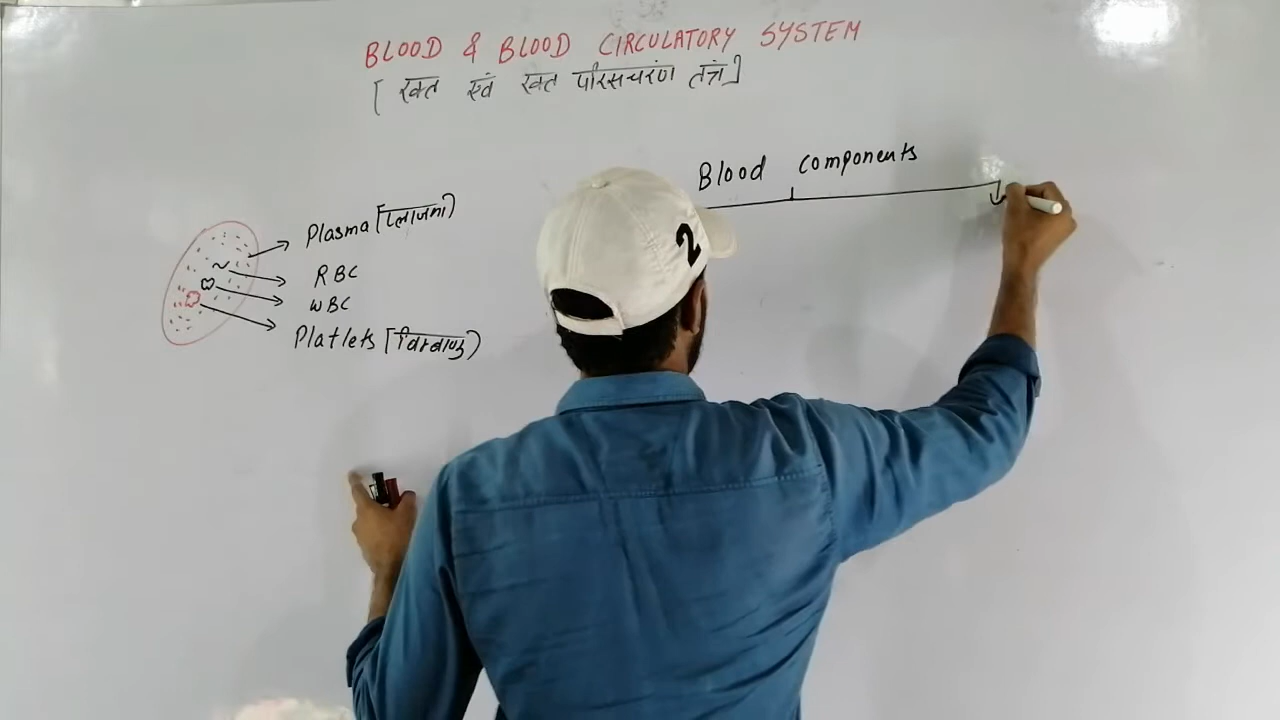 BLOOD & BLOOD CIRCULATORY SYSTEM
[ रक्त एवं रक्त परिसंचरण तंत्र ]
Blood components
Plasma [प्लाज्मा)
RBC
WBC
Platlets [बिम्बाणु)
2